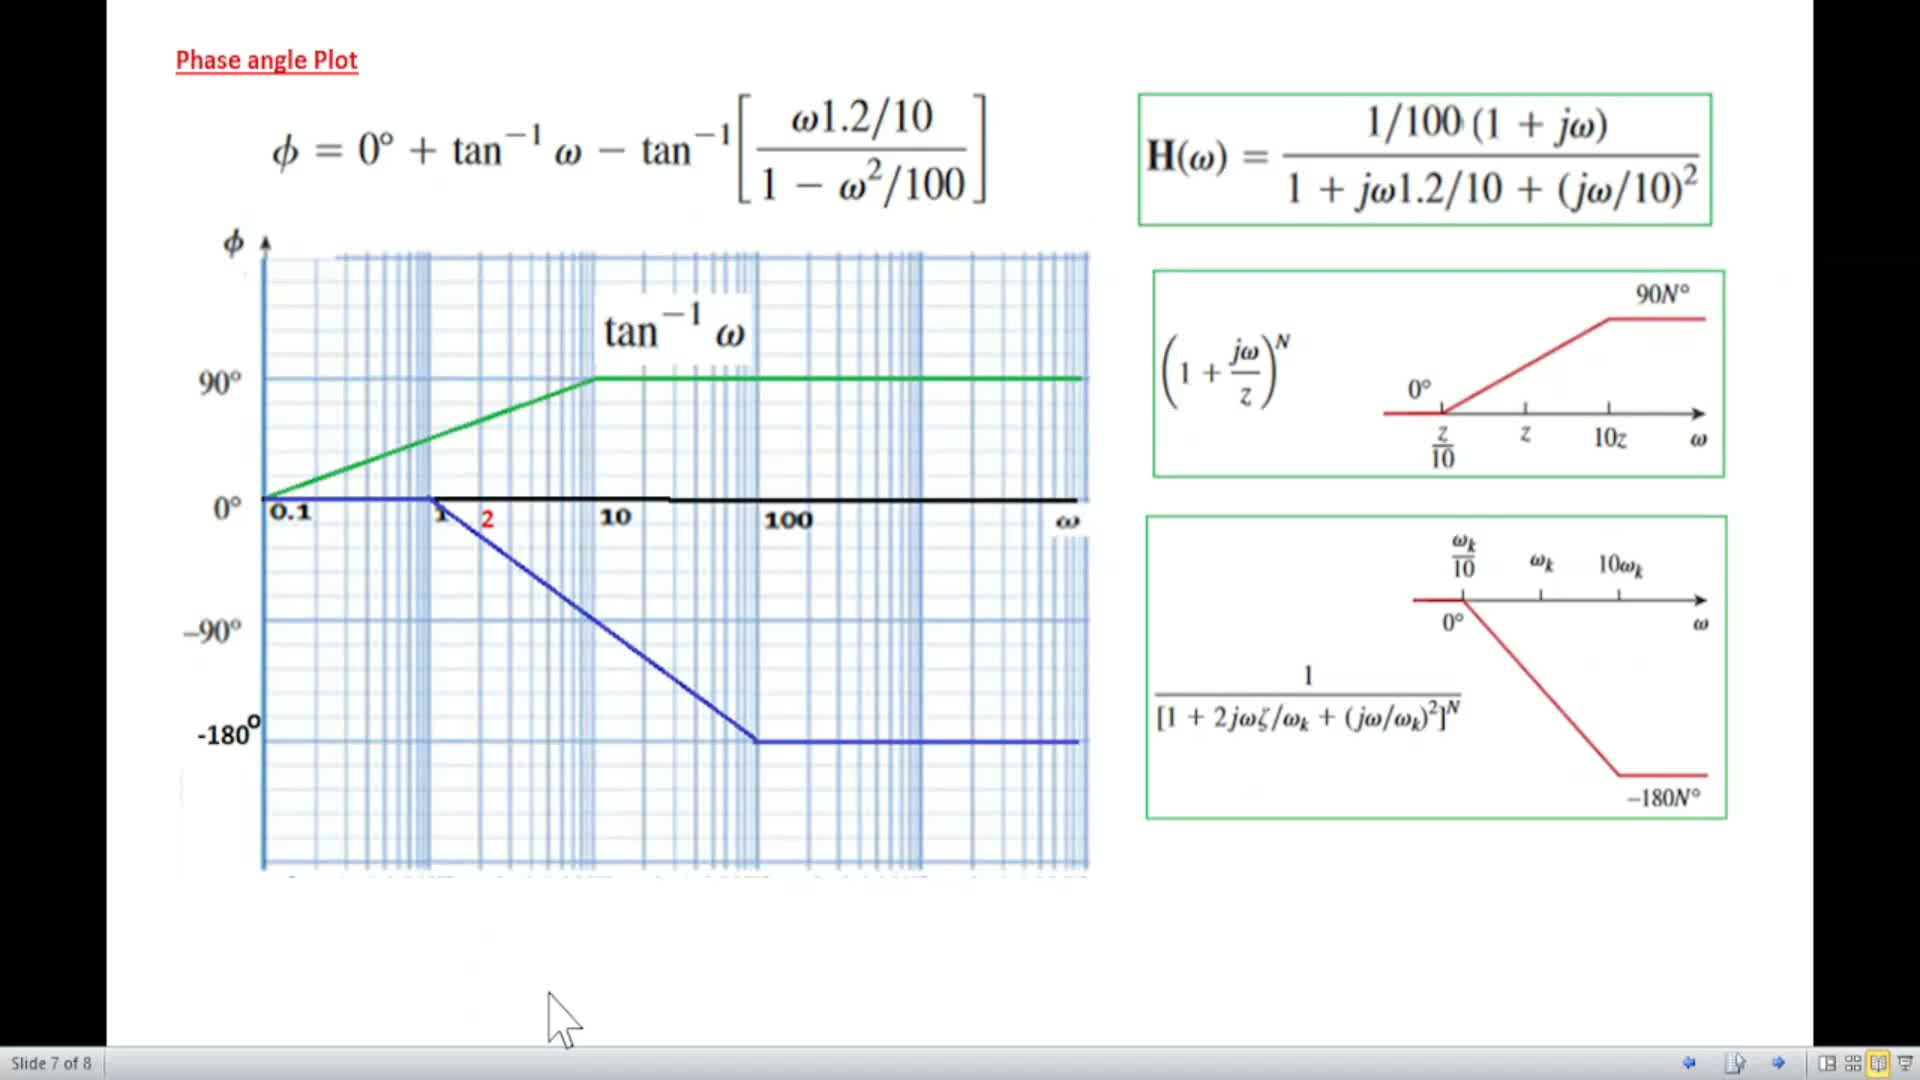 Phase angle Plot
ϕ = 0° + tan⁻¹ ω − tan⁻¹[ω1.2/10 / 1 − ω²/100]
H(ω) = 1/100 (1 + jω) / 1 + jω1.2/10 + (jω/10)²
ϕ
tan⁻¹ ω
90°
0°
0.1 1 2 10 100 ω
–90°
-180⁰
90N°
(1 + jω/z)ᴺ
0°
z/10 z 10z ω
ωₖ/10 ωₖ 10ωₖ
0° ω
1 / [1 + 2jωζ/ωₖ + (jω/ωₖ)²]ᴺ
–180N°
Slide 7 of 8